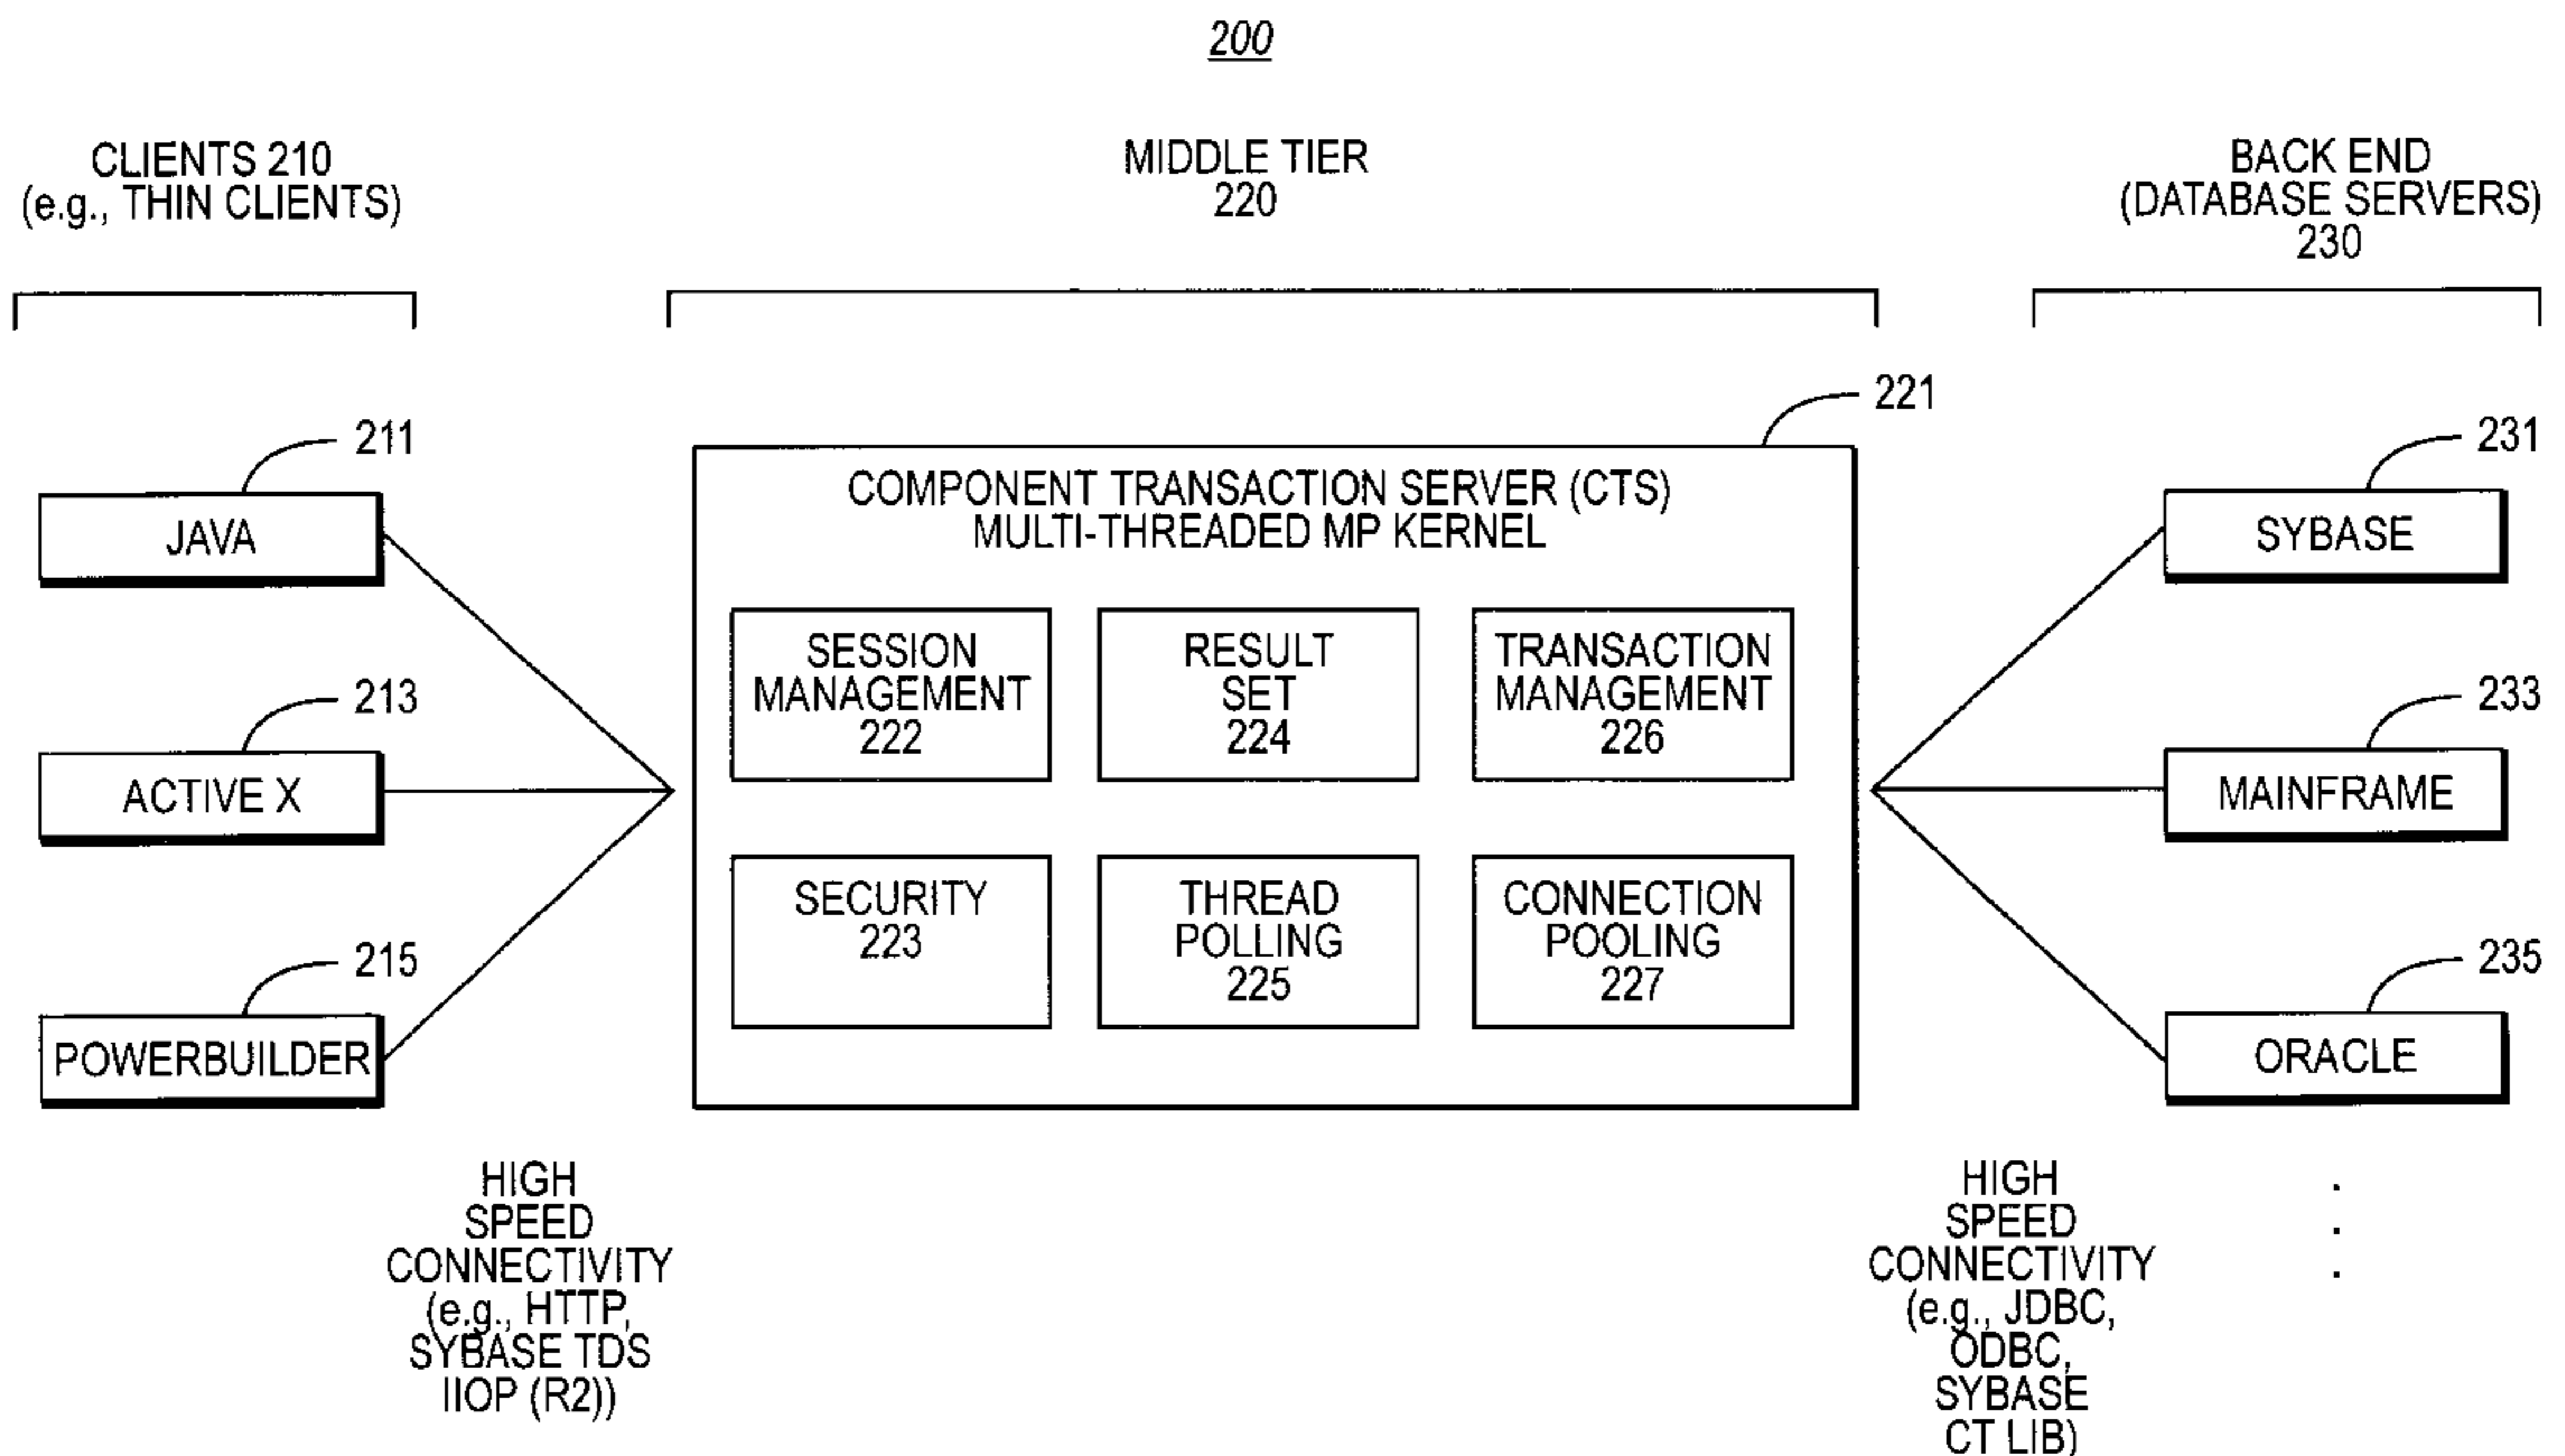 200
CLIENTS 210
(e.g., THIN CLIENTS)
MIDDLE TIER
220
BACK END
(DATABASE SERVERS)
230
211
JAVA
213
ACTIVE X
215
POWERBUILDER
HIGH
SPEED
CONNECTIVITY
(e.g., HTTP,
SYBASE TDS
IIOP (R2))
221
COMPONENT TRANSACTION SERVER (CTS)
MULTI-THREADED MP KERNEL
SESSION
MANAGEMENT
222
RESULT
SET
224
TRANSACTION
MANAGEMENT
226
SECURITY
223
THREAD
POLLING
225
CONNECTION
POOLING
227
231
SYBASE
233
MAINFRAME
235
ORACLE
HIGH
SPEED
CONNECTIVITY
(e.g., JDBC,
ODBC,
SYBASE
CT LIB)
.
.
.